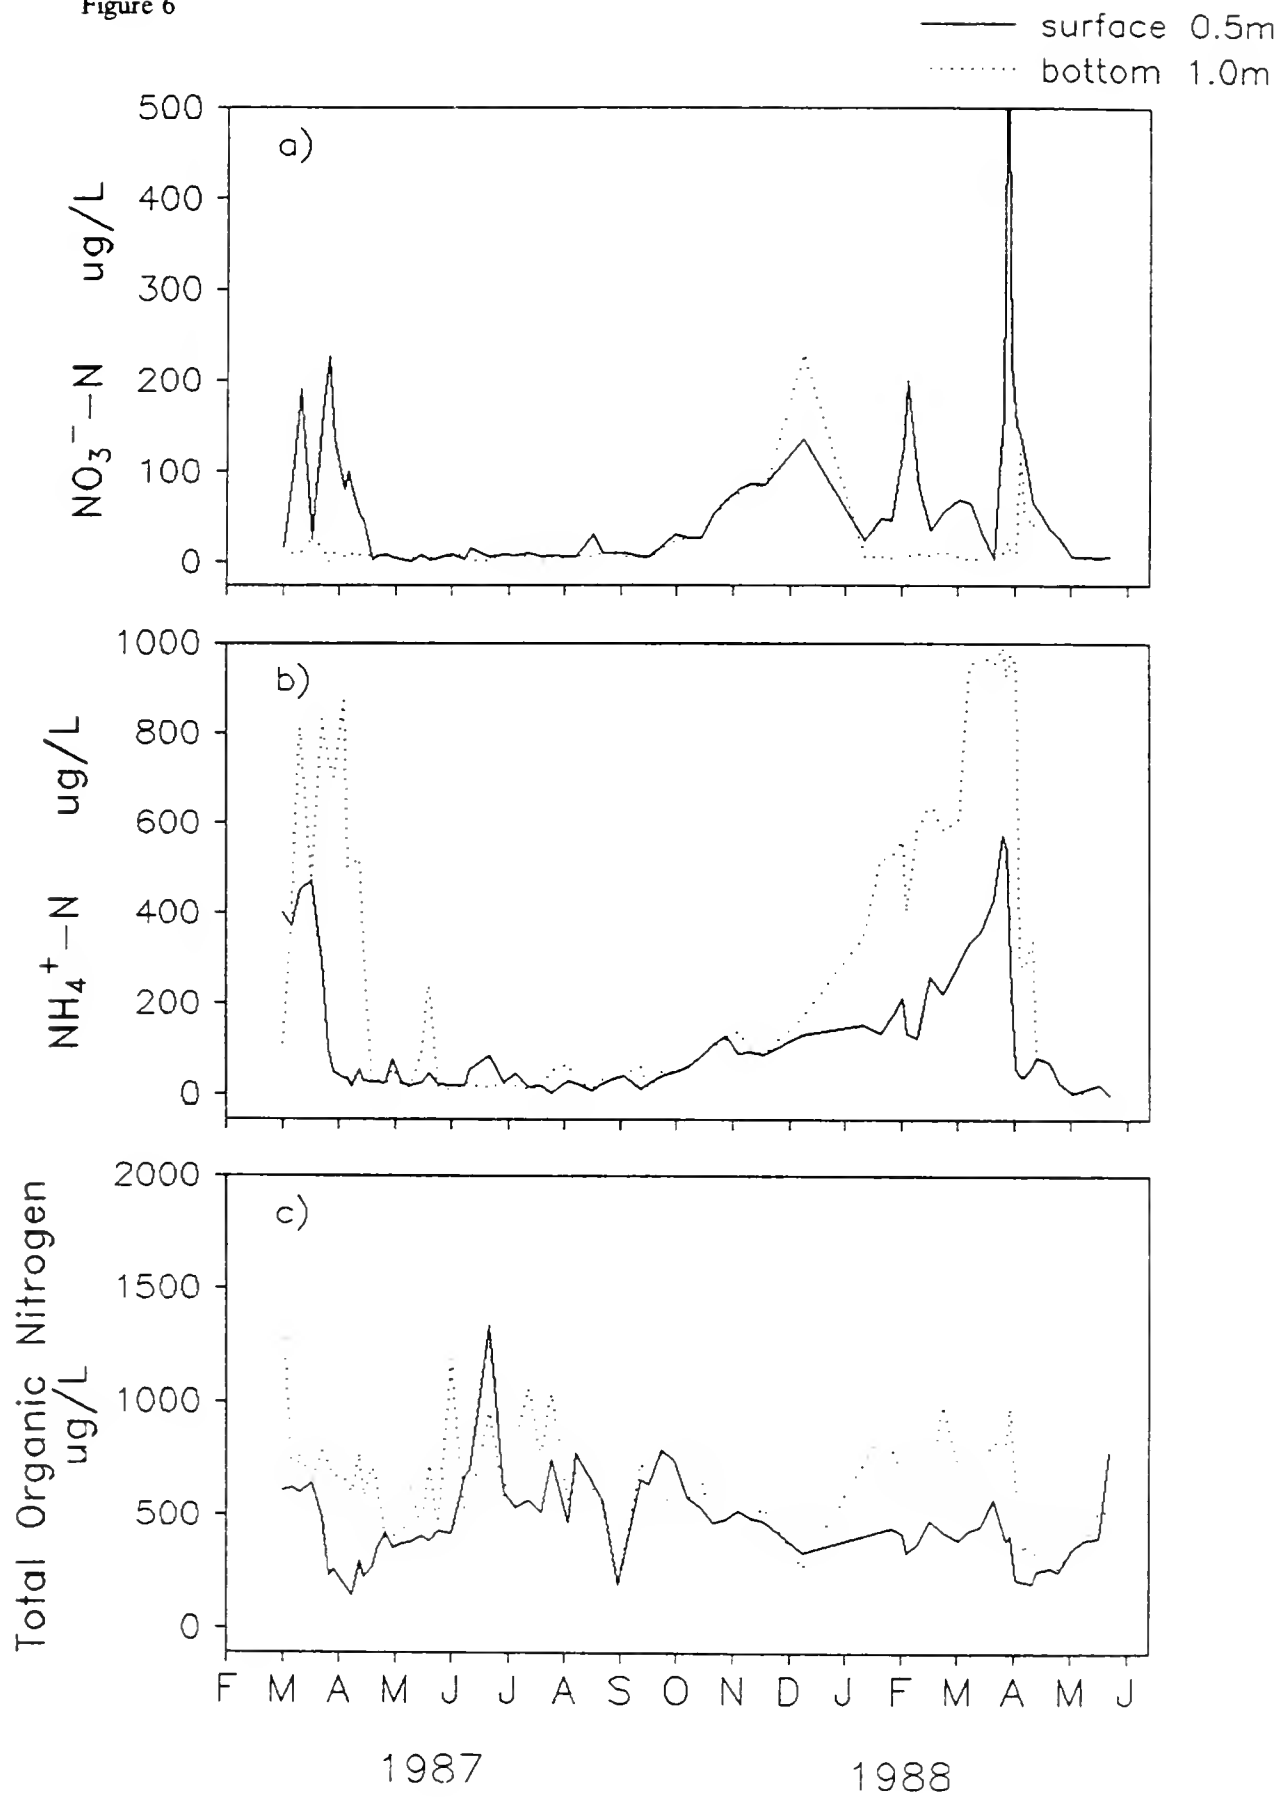 Figure 6
surface 0.5m
bottom 1.0m
a)
500
400
300
200
100
0
NO3⁻-N ug/L
b)
1000
800
600
400
200
0
NH4⁺-N ug/L
c)
2000
1500
1000
500
0
Total Organic Nitrogen
ug/L
F M A M J J A S O N D J F M A M J
1987 1988